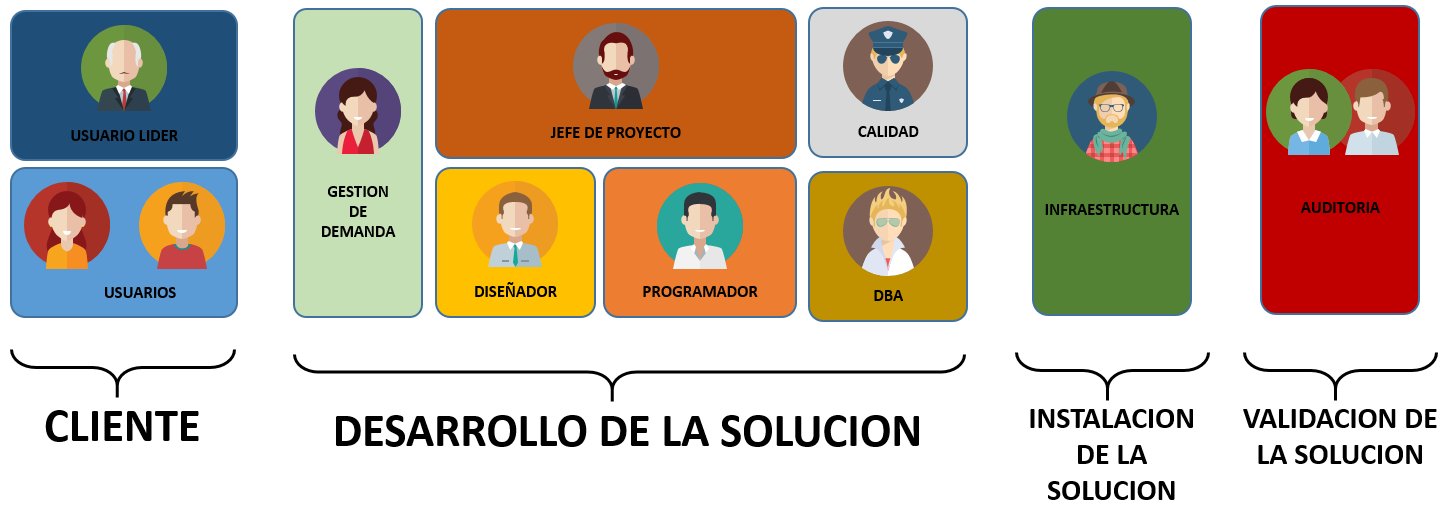 USUARIO LIDER
USUARIOS
GESTION
DE
DEMANDA
JEFE DE PROYECTO
DISEÑADOR
PROGRAMADOR
CALIDAD
DBA
INFRAESTRUCTURA
AUDITORIA
CLIENTE
DESARROLLO DE LA SOLUCION
INSTALACION
DE LA
SOLUCION
VALIDACION DE
LA SOLUCION